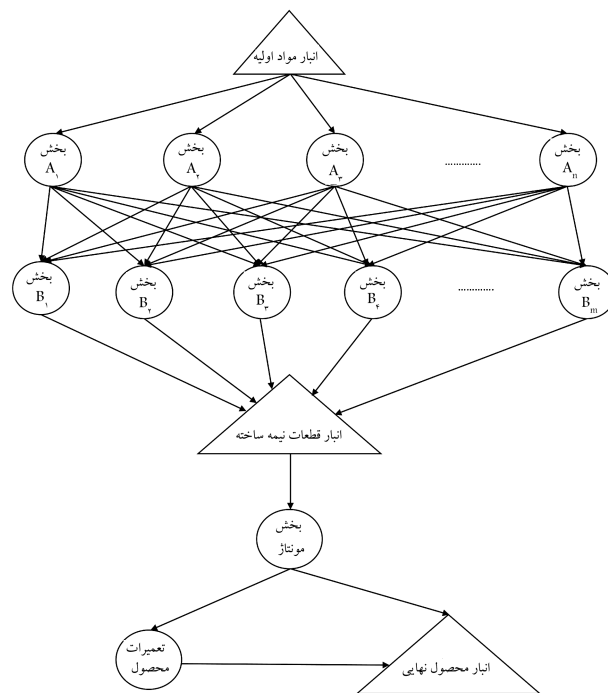 انبار مواد اولیه
بخش
A۱
بخش
A۲
بخش
A۳
.............
بخش
An
بخش
B۱
بخش
B۲
بخش
B۳
بخش
B۴
.............
بخش
Bm
انبار قطعات نیمه ساخته
بخش
مونتاژ
تعمیرات
محصول
انبار محصول نهایی